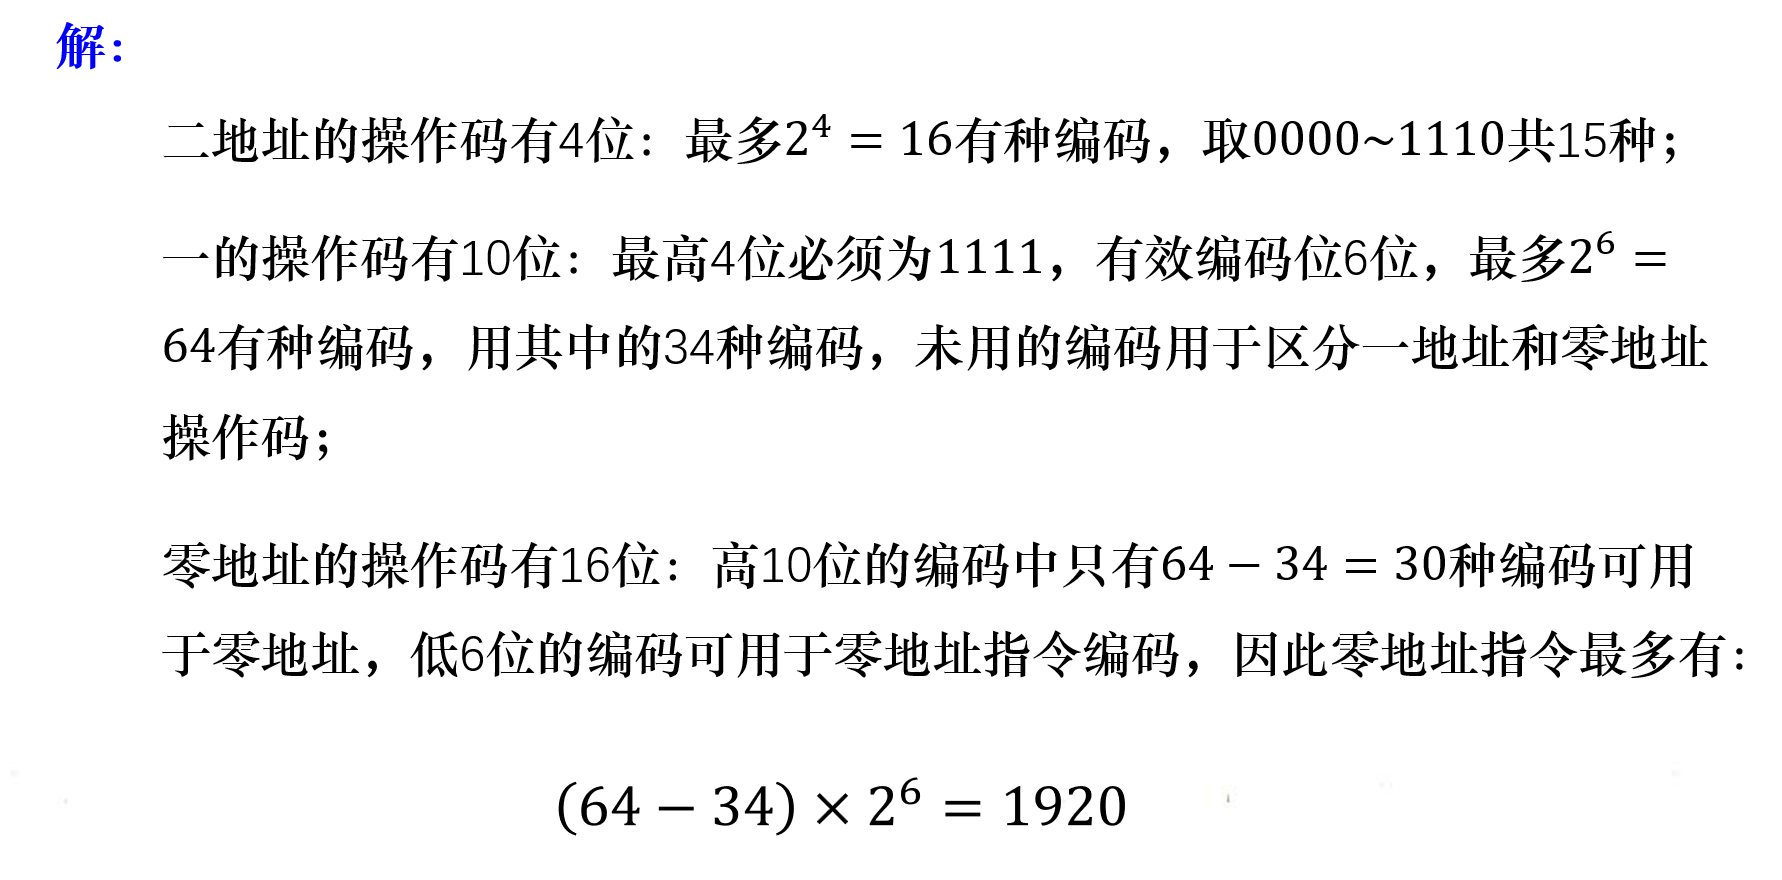 解：
二地址的操作码有4位：最多2⁴ = 16有种编码，取0000~1110共15种；
一的操作码有10位：最高4位必须为1111，有效编码位6位，最多2⁶ =
64有种编码，用其中的34种编码，未用的编码用于区分一地址和零地址
操作码；
零地址的操作码有16位：高10位的编码中只有64 − 34 = 30种编码可用
于零地址，低6位的编码可用于零地址指令编码，因此零地址指令最多有：
(64 − 34) × 2⁶ = 1920